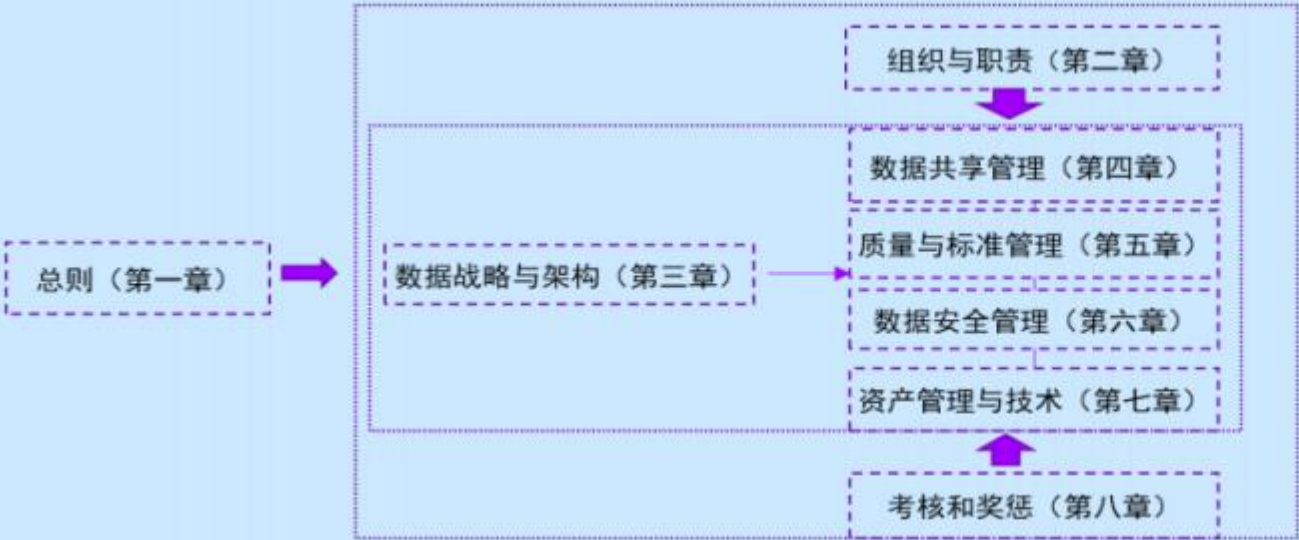 组织与职责（第二章）
数据共享管理（第四章）
质量与标准管理（第五章）
总则（第一章）
数据战略与架构（第三章）
数据安全管理（第六章）
资产管理与技术（第七章）
考核和奖惩（第八章）